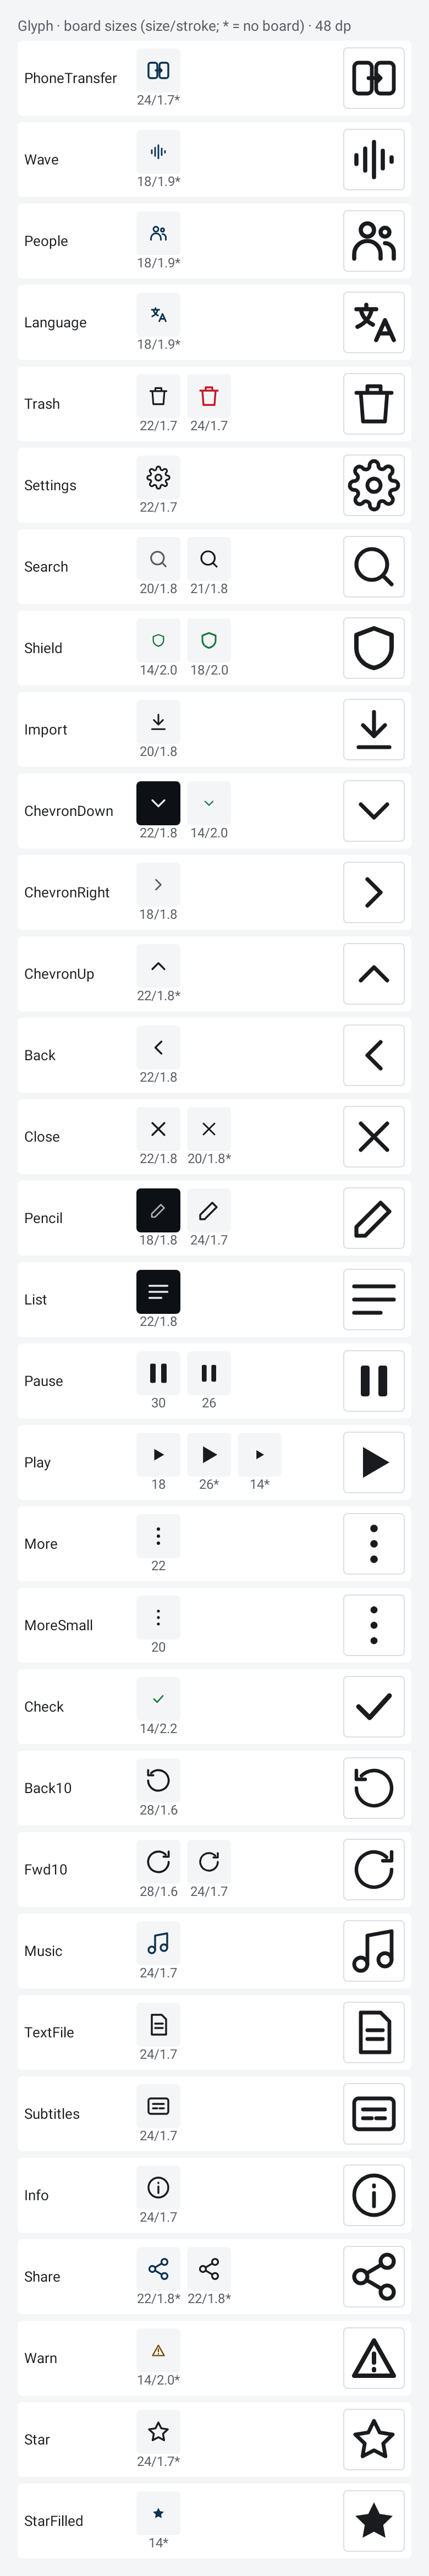 Glyph · board sizes (size/stroke; * = no board) · 48 dp
PhoneTransfer
24/1.7*
Wave
18/1.9*
People
18/1.9*
Language
18/1.9*
Trash
22/1.7 24/1.7
Settings
22/1.7
Search
20/1.8 21/1.8
Shield
14/2.0 18/2.0
Import
20/1.8
ChevronDown
22/1.8 14/2.0
ChevronRight
18/1.8
ChevronUp
22/1.8*
Back
22/1.8
Close
22/1.8 20/1.8*
Pencil
18/1.8 24/1.7
List
22/1.8
Pause
30 26
Play
18 26* 14*
More
22
MoreSmall
20
Check
14/2.2
Back10
28/1.6
Fwd10
28/1.6 24/1.7
Music
24/1.7
TextFile
24/1.7
Subtitles
24/1.7
Info
24/1.7
Share
22/1.8* 22/1.8*
Warn
14/2.0*
Star
24/1.7*
StarFilled
14*